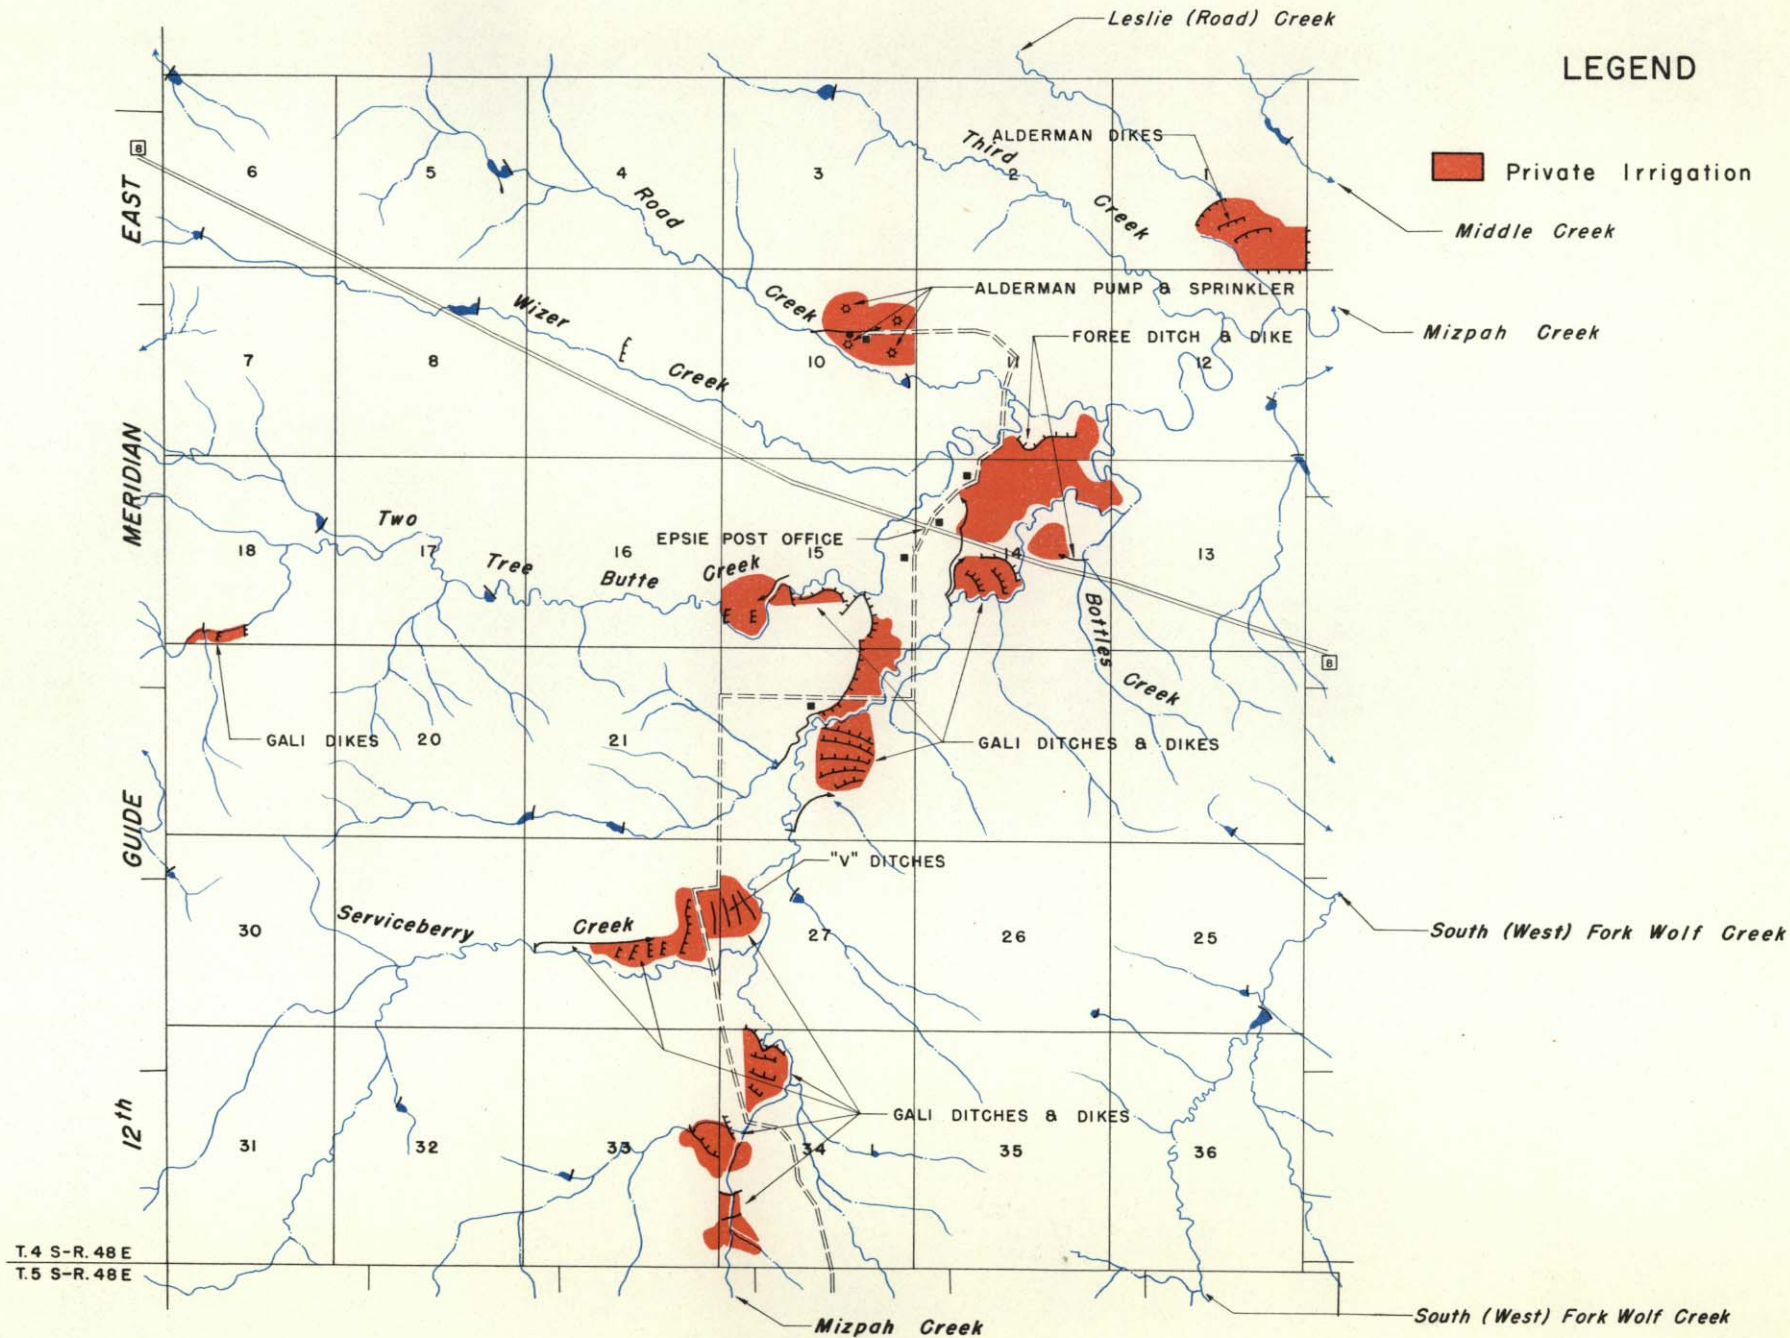 Leslie (Road) Creek
LEGEND
Private Irrigation
ALDERMAN DIKES
Third
Creek
Middle Creek
8
6
5
4
3
2
1
Road
Creek
EAST
ALDERMAN PUMP & SPRINKLER
Wizer
Creek
FOREE DITCH & DIKE
Mizpah Creek
7
8
10
11
12
MERIDIAN
Two
Tree
Butte
Creek
EPSIE POST OFFICE
18
17
16
15
14
13
Bottles
Creek
8
GALI DIKES
20
21
GALI DITCHES & DIKES
GUIDE
"V" DITCHES
Serviceberry
Creek
30
27
26
25
South (West) Fork Wolf Creek
12th
GALI DITCHES & DIKES
31
32
33
34
35
36
T.4 S-R.48E
T.5 S-R.48E
Mizpah Creek
South (West) Fork Wolf Creek